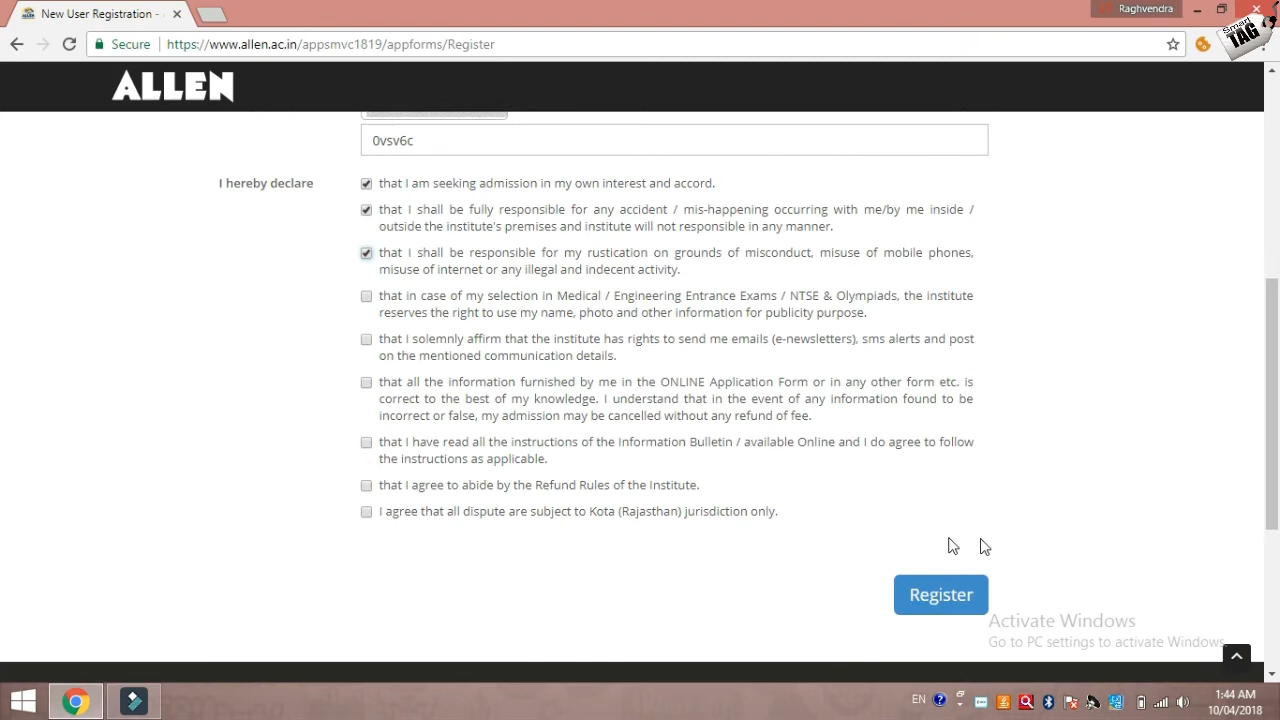 New User Registration -
Raghvendra
Secure
https://www.allen.ac.in/appsmvc1819/appforms/Register
Smart
TAG
ALLEN
0vsv6c
I hereby declare
that I am seeking admission in my own interest and accord.
that I shall be fully responsible for any accident / mis-happening occurring with me/by me inside /
outside the institute's premises and institute will not responsible in any manner.
that I shall be responsible for my rustication on grounds of misconduct, misuse of mobile phones,
misuse of internet or any illegal and indecent activity.
that in case of my selection in Medical / Engineering Entrance Exams / NTSE & Olympiads, the institute
reserves the right to use my name, photo and other information for publicity purpose.
that I solemnly affirm that the institute has rights to send me emails (e-newsletters), sms alerts and post
on the mentioned communication details.
that all the information furnished by me in the ONLINE Application Form or in any other form etc. is
correct to the best of my knowledge. I understand that in the event of any information found to be
incorrect or false, my admission may be cancelled without any refund of fee.
that I have read all the instructions of the Information Bulletin / available Online and I do agree to follow
the instructions as applicable.
that I agree to abide by the Refund Rules of the Institute.
I agree that all dispute are subject to Kota (Rajasthan) jurisdiction only.
Register
Activate Windows
Go to PC settings to activate Windows.
EN
1:44 AM
10/04/2018